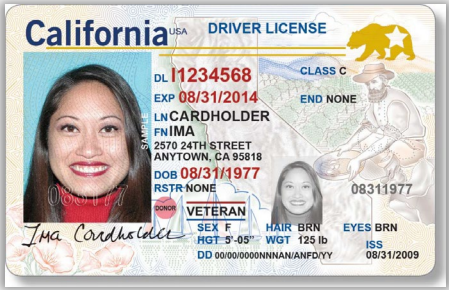 California USA DRIVER LICENSE
DL I1234568 CLASS C
EXP 08/31/2014 END NONE
LN CARDHOLDER
FN IMA
2570 24TH STREET
ANYTOWN, CA 95818
DOB 08/31/1977
RSTR NONE 08311977
SAMPLE
083177
DONOR
VETERAN
SEX F HAIR BRN EYES BRN
HGT 5'-05" WGT 125 lb ISS
DD 00/00/0000NNNAN/ANFD/YY 08/31/2009
Ima Cardholder